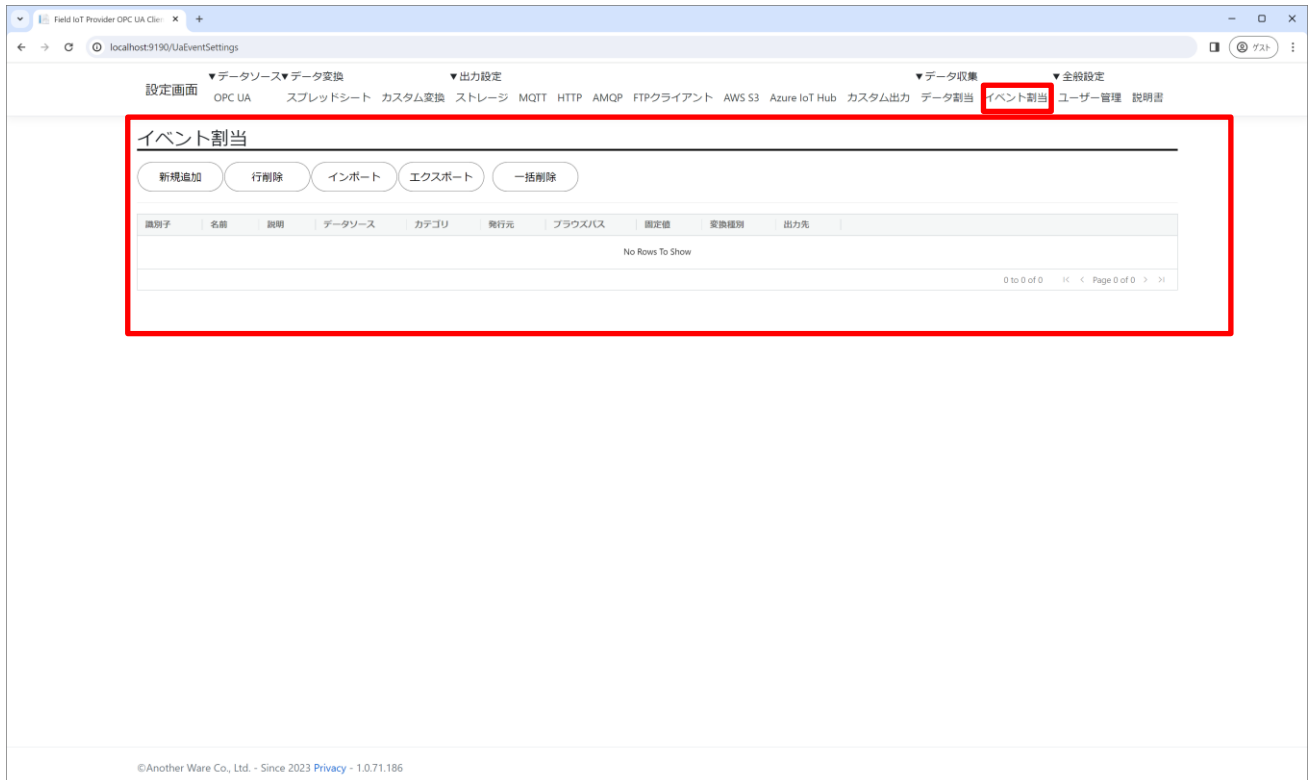 Field IoT Provider OPC UA Clien
localhost:9190/UaEventSettings
ゲスト
設定画面
▼データソース▼データ変換 ▼出力設定 ▼データ収集 ▼全般設定
OPC UA スプレッドシート カスタム変換 ストレージ MQTT HTTP AMQP FTPクライアント AWS S3 Azure IoT Hub カスタム出力 データ割当 イベント割当 ユーザー管理 説明書
イベント割当
新規追加 行削除 インポート エクスポート 一括削除
識別子 名前 説明 データソース カテゴリ 発行元 ブラウズパス 固定値 変換種別 出力先
No Rows To Show
0 to 0 of 0 Page 0 of 0
©Another Ware Co., Ltd. - Since 2023 Privacy - 1.0.71.186